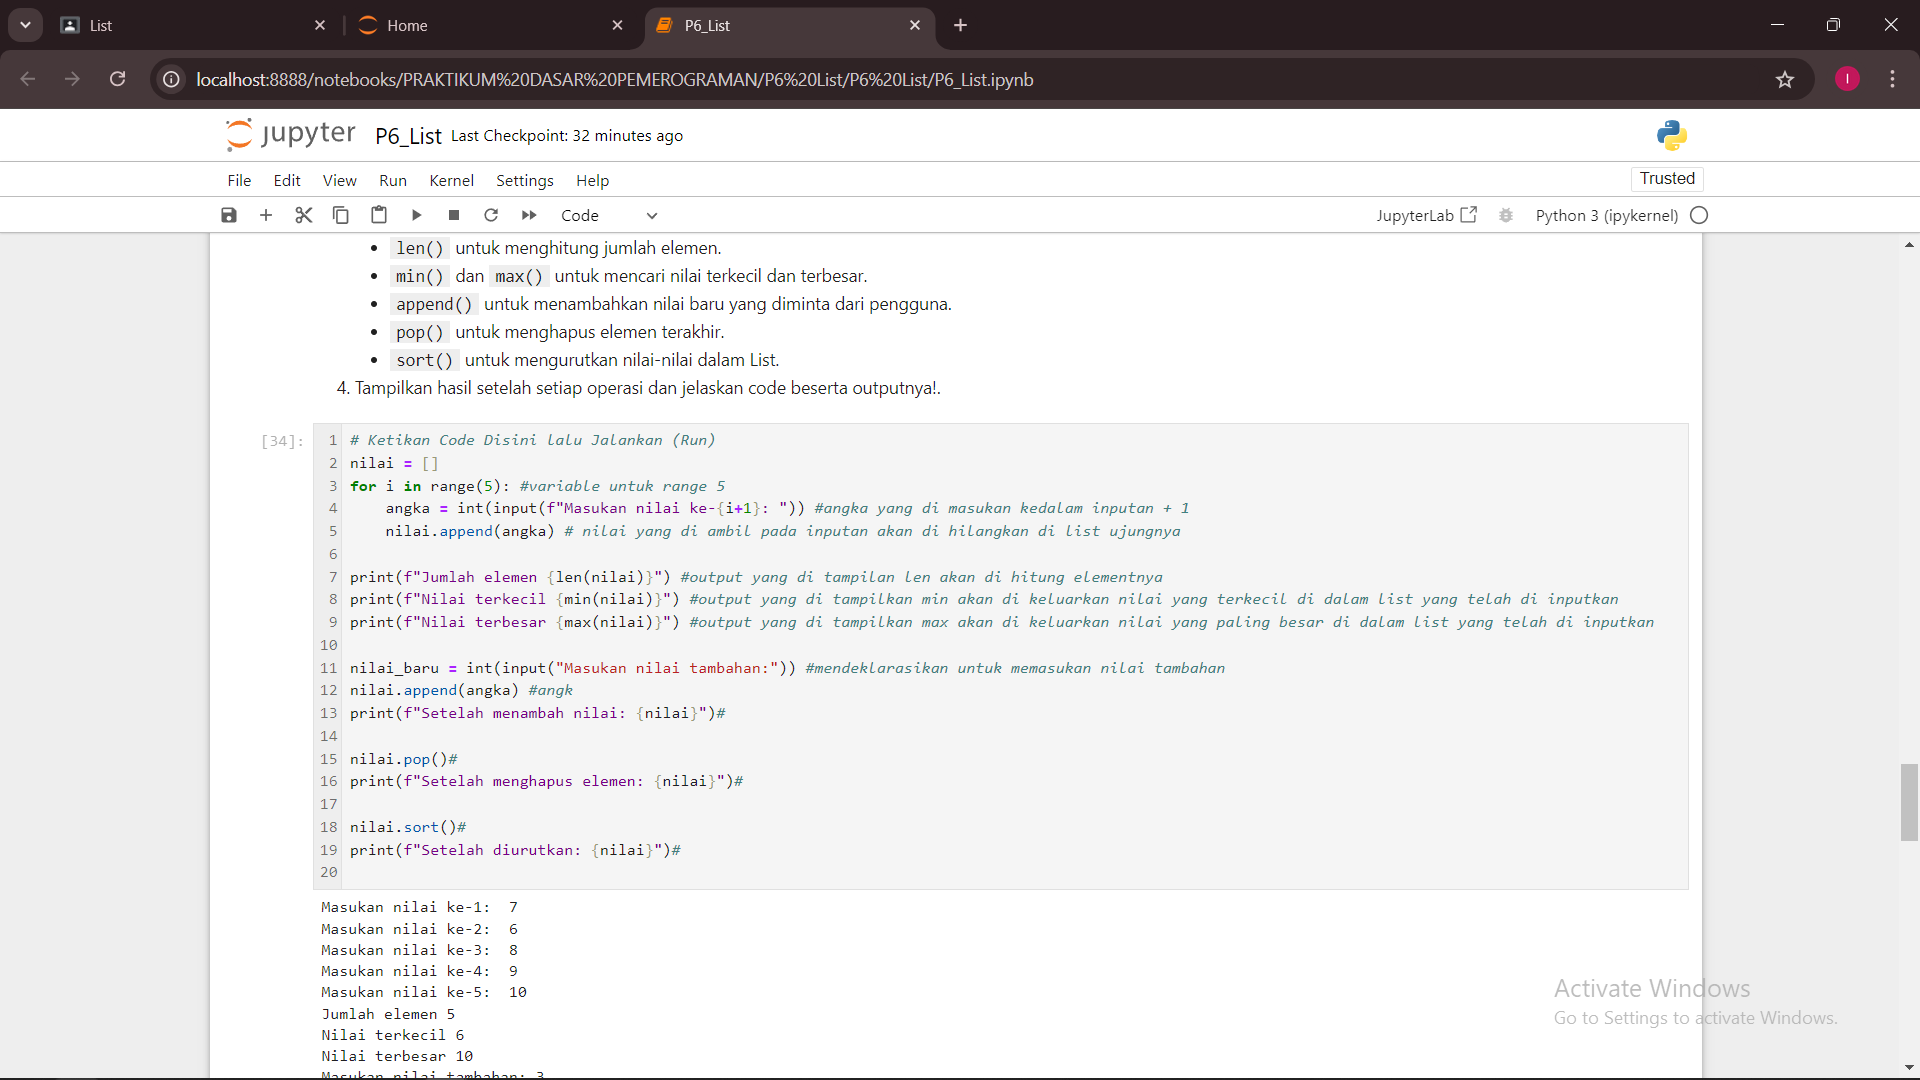 List
Home
P6_List
localhost:8888/notebooks/PRAKTIKUM%20DASAR%20PEMEROGRAMAN/P6%20List/P6%20List/P6_List.ipynb
I
jupyter P6_List Last Checkpoint: 32 minutes ago
File Edit View Run Kernel Settings Help
Trusted
Code
JupyterLab Python 3 (ipykernel)
• len() untuk menghitung jumlah elemen.
• min() dan max() untuk mencari nilai terkecil dan terbesar.
• append() untuk menambahkan nilai baru yang diminta dari pengguna.
• pop() untuk menghapus elemen terakhir.
• sort() untuk mengurutkan nilai-nilai dalam List.
4. Tampilkan hasil setelah setiap operasi dan jelaskan code beserta outputnya!.
[34]:
1 # Ketikan Code Disini lalu Jalankan (Run)
2 nilai = []
3 for i in range(5): #variable untuk range 5
4     angka = int(input(f"Masukan nilai ke-{i+1}: ")) #angka yang di masukan kedalam inputan + 1
5     nilai.append(angka) # nilai yang di ambil pada inputan akan di hilangkan di list ujungnya
6
7 print(f"Jumlah elemen {len(nilai)}") #output yang di tampilan len akan di hitung elementnya
8 print(f"Nilai terkecil {min(nilai)}") #output yang di tampilkan min akan di keluarkan nilai yang terkecil di dalam list yang telah di inputkan
9 print(f"Nilai terbesar {max(nilai)}") #output yang di tampilkan max akan di keluarkan nilai yang paling besar di dalam list yang telah di inputkan
10
11 nilai_baru = int(input("Masukan nilai tambahan:")) #mendeklarasikan untuk memasukan nilai tambahan
12 nilai.append(angka) #angk
13 print(f"Setelah menambah nilai: {nilai}")#
14
15 nilai.pop()#
16 print(f"Setelah menghapus elemen: {nilai}")#
17
18 nilai.sort()#
19 print(f"Setelah diurutkan: {nilai}")#
20
Masukan nilai ke-1:  7
Masukan nilai ke-2:  6
Masukan nilai ke-3:  8
Masukan nilai ke-4:  9
Masukan nilai ke-5:  10
Jumlah elemen 5
Nilai terkecil 6
Nilai terbesar 10
Masukan nilai tambahan: 3
Activate Windows
Go to Settings to activate Windows.